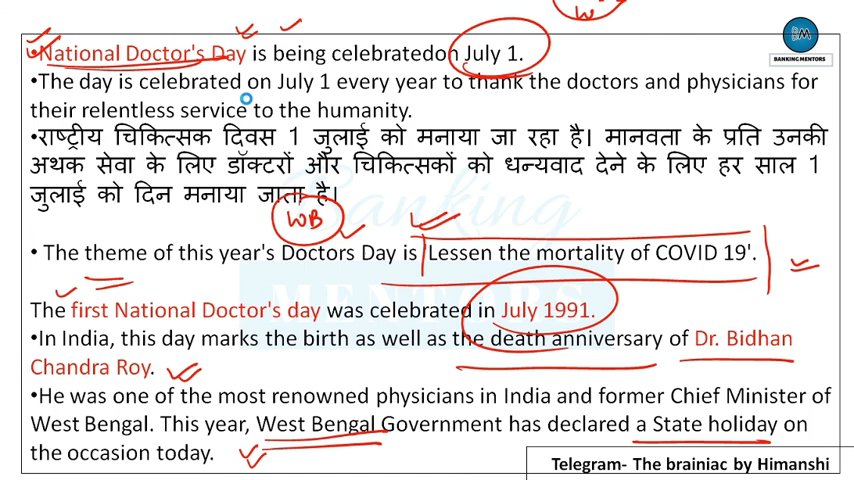 National Doctor's Day is being celebratedon July 1.
•The day is celebrated on July 1 every year to thank the doctors and physicians for
their relentless service to the humanity.
•राष्ट्रीय चिकित्सक दिवस 1 जुलाई को मनाया जा रहा है। मानवता के प्रति उनकी
अथक सेवा के लिए डॉक्टरों और चिकित्सकों को धन्यवाद देने के लिए हर साल 1
जुलाई को दिन मनाया जाता है।
WB
• The theme of this year's Doctors Day is 'Lessen the mortality of COVID 19'.
The first National Doctor's day was celebrated in July 1991.
•In India, this day marks the birth as well as the death anniversary of Dr. Bidhan
Chandra Roy.
•He was one of the most renowned physicians in India and former Chief Minister of
West Bengal. This year, West Bengal Government has declared a State holiday on
the occasion today.
Banking
MENTORS
BM
BANKING MENTORS
Telegram- The brainiac by Himanshi